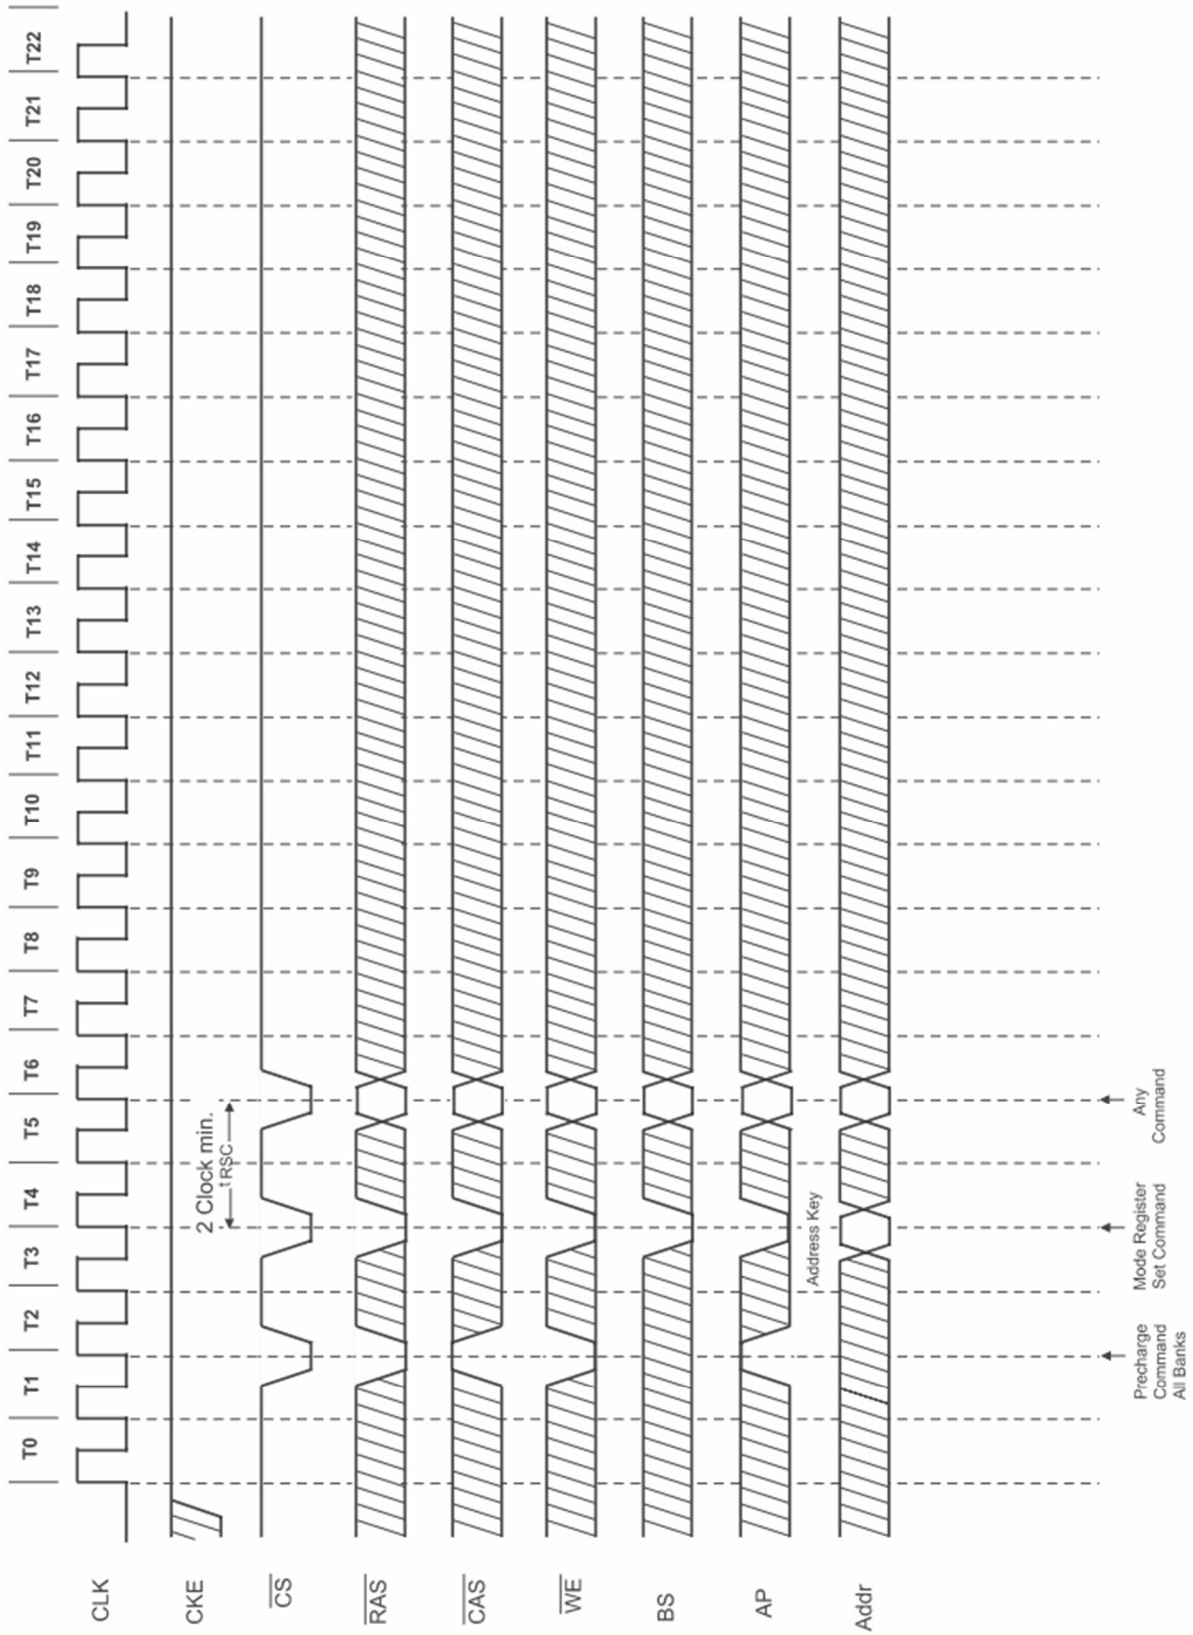 T0 T1 T2 T3 T4 T5 T6 T7 T8 T9 T10 T11 T12 T13 T14 T15 T16 T17 T18 T19 T20 T21 T22
CLK
2 Clock min.
CKE
tRSC
CS
RAS
CAS
WE
BS
AP
Address Key
Addr
Precharge
Command
All Banks
Mode Register
Set Command
Any
Command